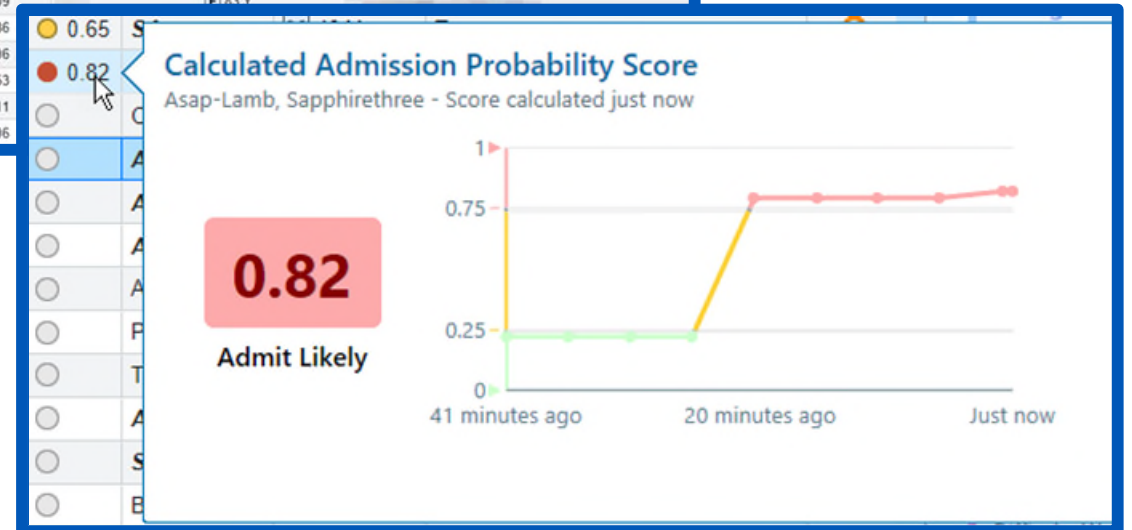 0.65 S
0.82
Calculated Admission Probability Score
Asap-Lamb, Sapphirethree - Score calculated just now
1
0.75
0.82
0.25
Admit Likely
0
41 minutes ago 20 minutes ago Just now
A
A
A
A
P
T
A
S
B